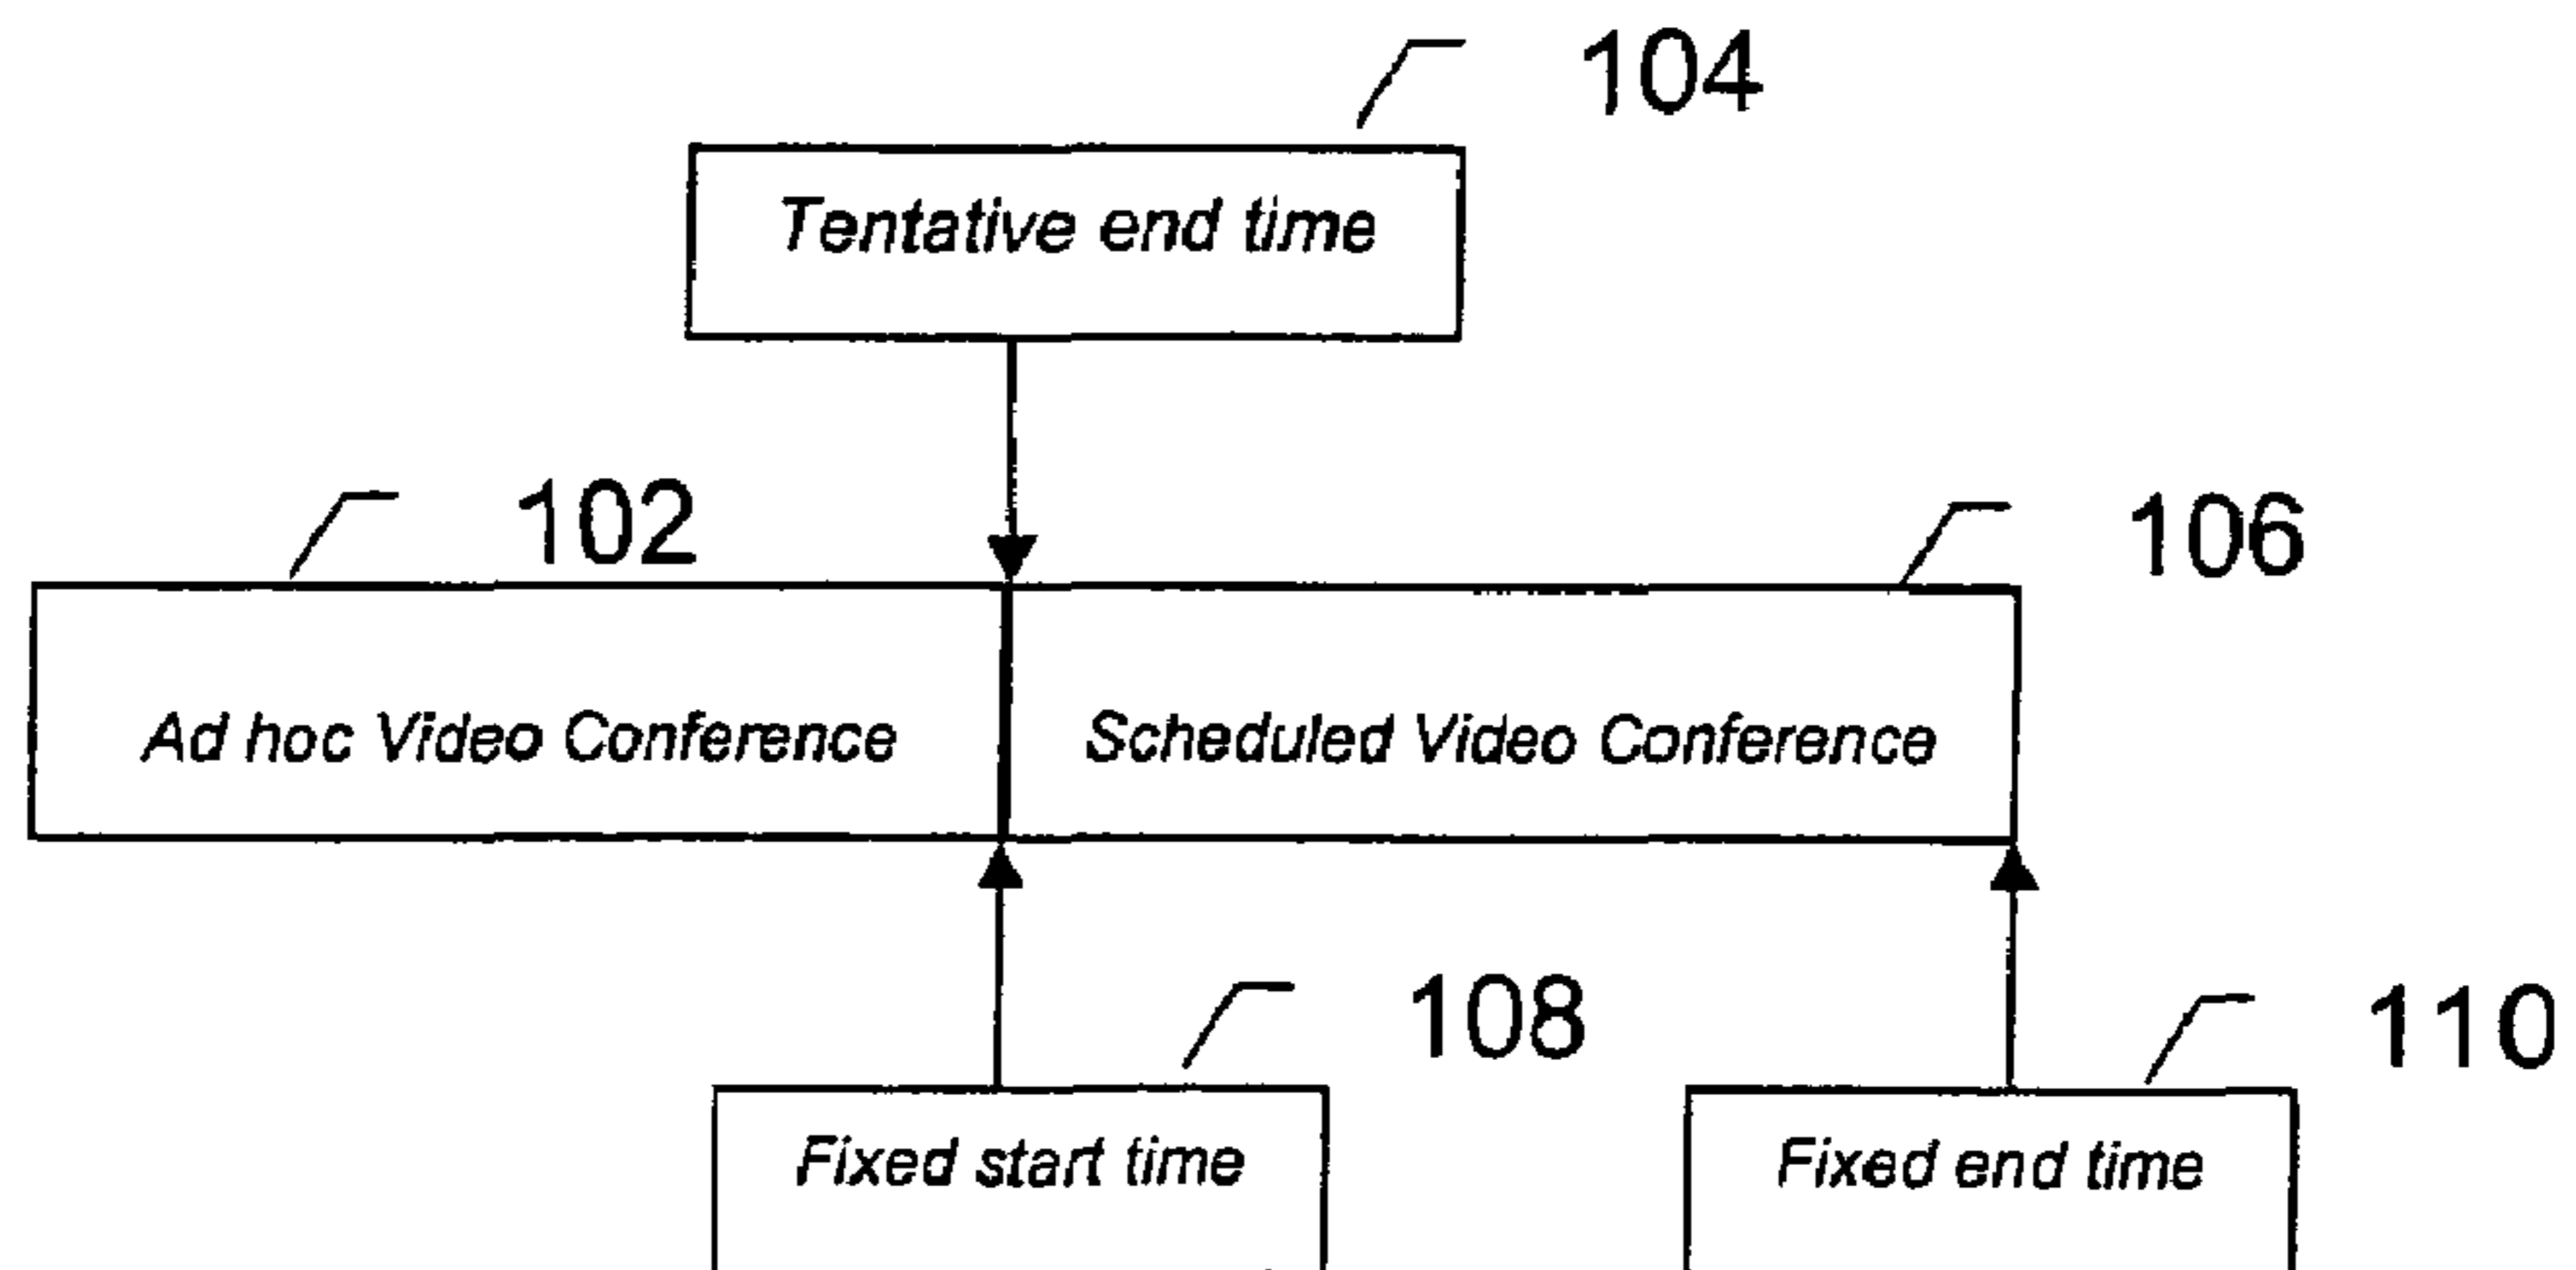 104
Tentative end time
102
106
Ad hoc Video Conference
Scheduled Video Conference
108
110
Fixed start time
Fixed end time